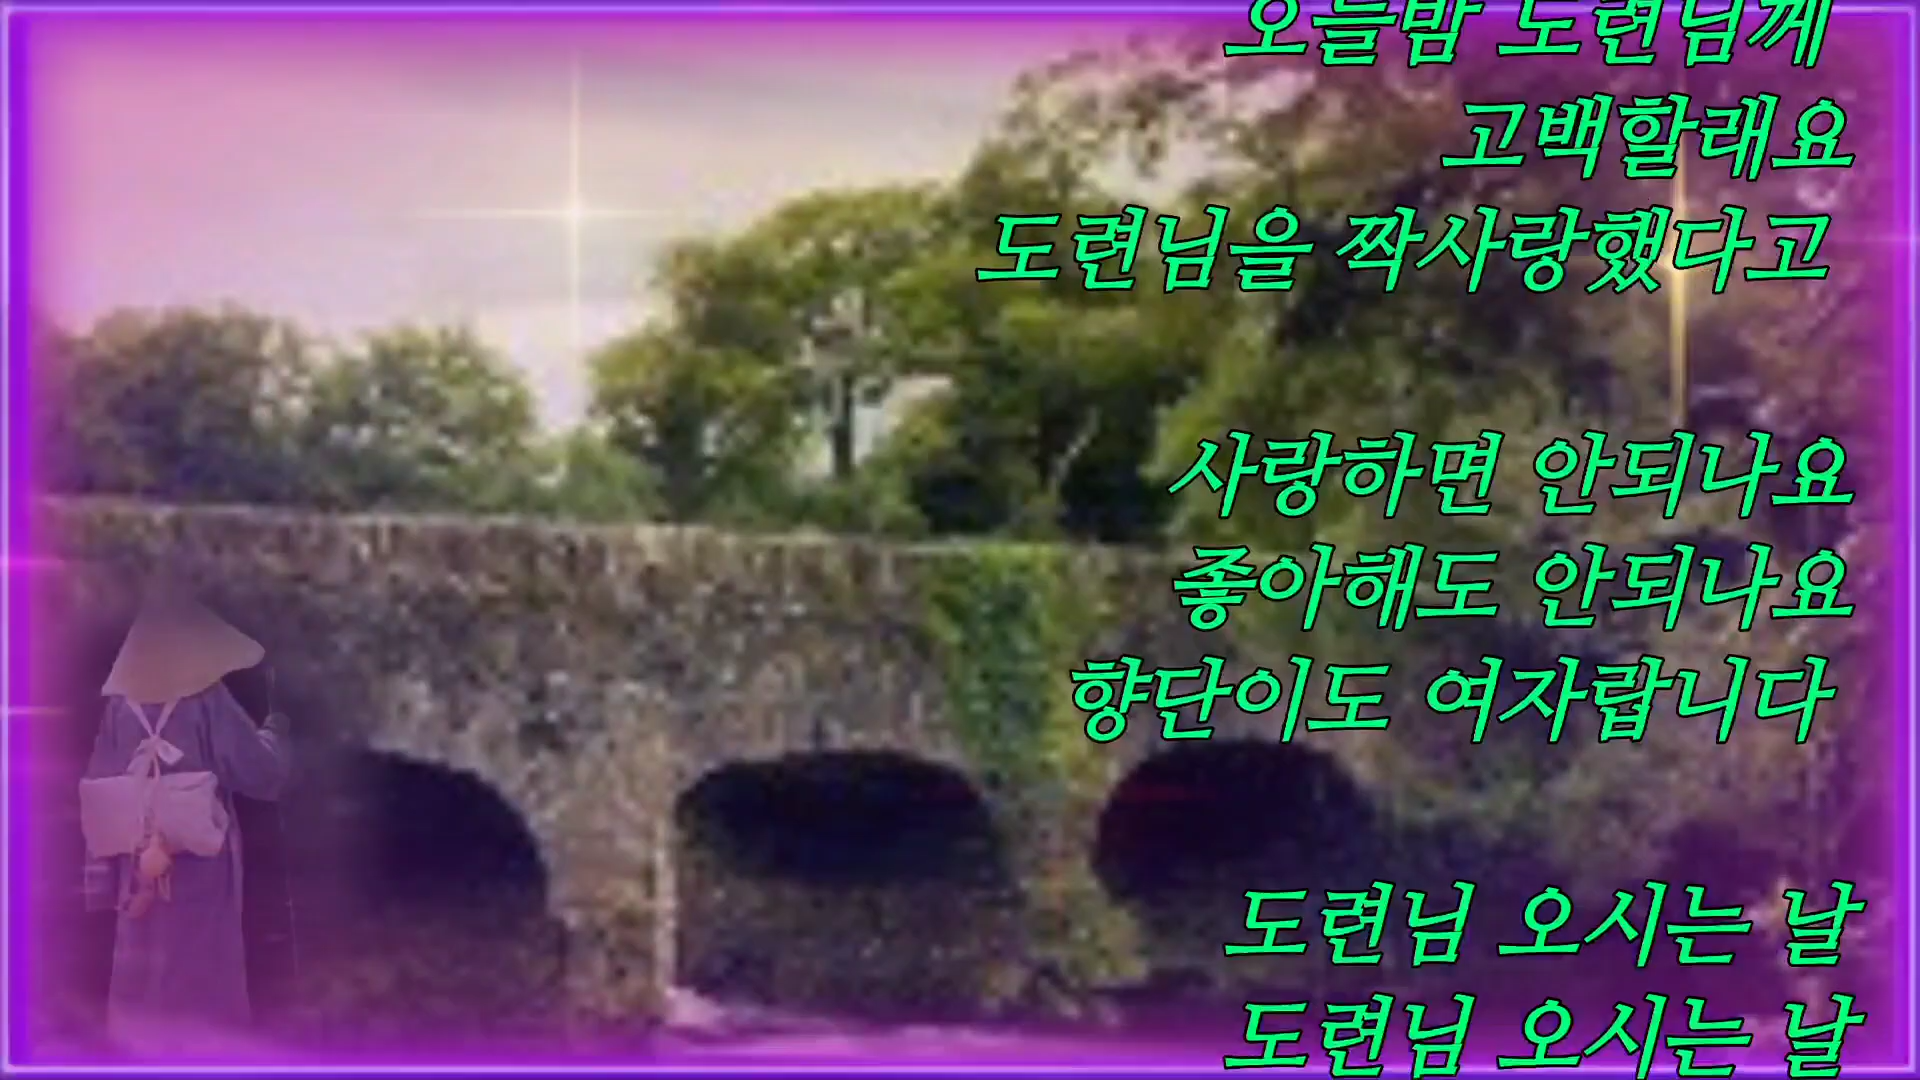 오늘밤 도련님께
고백할래요
도련님을 짝사랑했다고
사랑하면 안되나요
좋아해도 안되나요
향단이도 여자랍니다
도련님 오시는 날
도련님 오시는 날